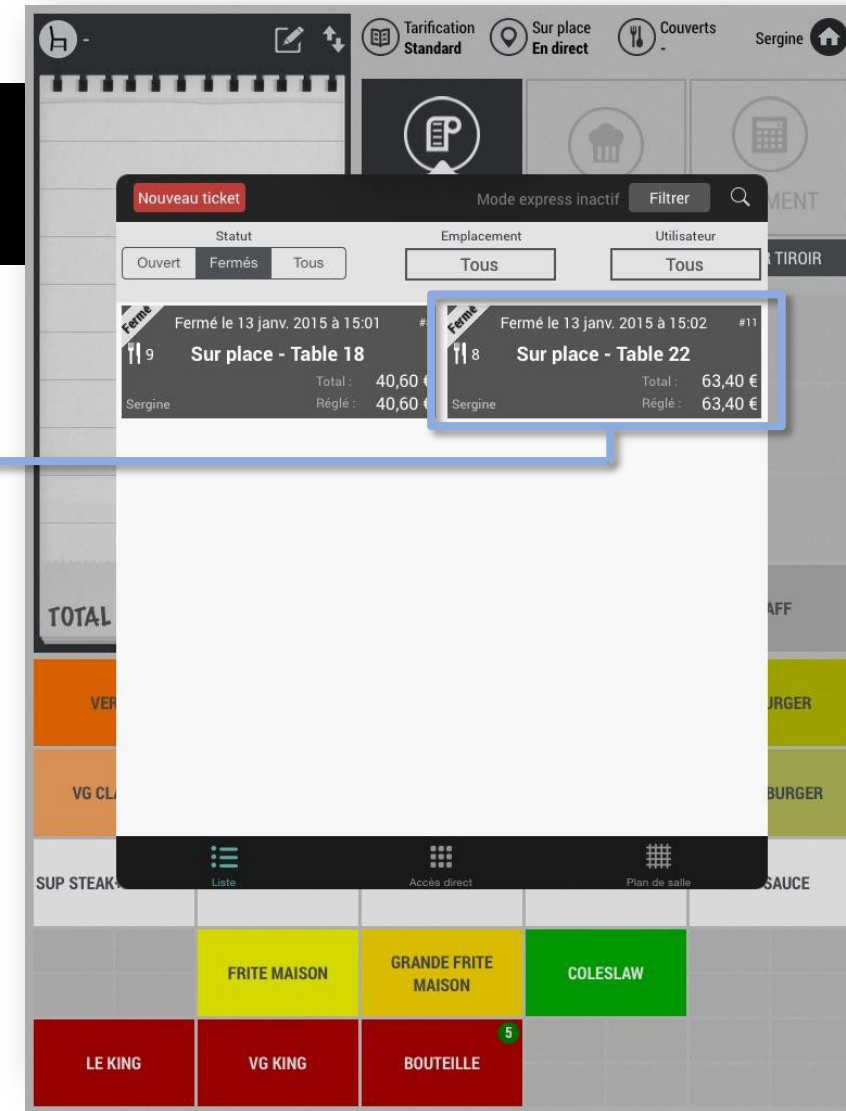 -
Tarification
Standard
Sur place
En direct
Couverts
-
Sergine
Nouveau ticket
Mode express inactif
Filtrer
MENT
Statut
Emplacement
Utilisateur
Ouvert
Fermés
Tous
Tous
Tous
TIROIR
Fermé
Fermé le 13 janv. 2015 à 15:01
9
Sur place - Table 18
Total : 40,60 €
Sergine
Réglé : 40,60 €
Fermé
Fermé le 13 janv. 2015 à 15:02
#11
8
Sur place - Table 22
Total : 63,40 €
Sergine
Réglé : 63,40 €
TOTAL
AFF
VER
URGER
VG CLA
BURGER
Liste
Accès direct
Plan de salle
SUP STEAK
SAUCE
FRITE MAISON
GRANDE FRITE
MAISON
COLESLAW
LE KING
VG KING
BOUTEILLE
5